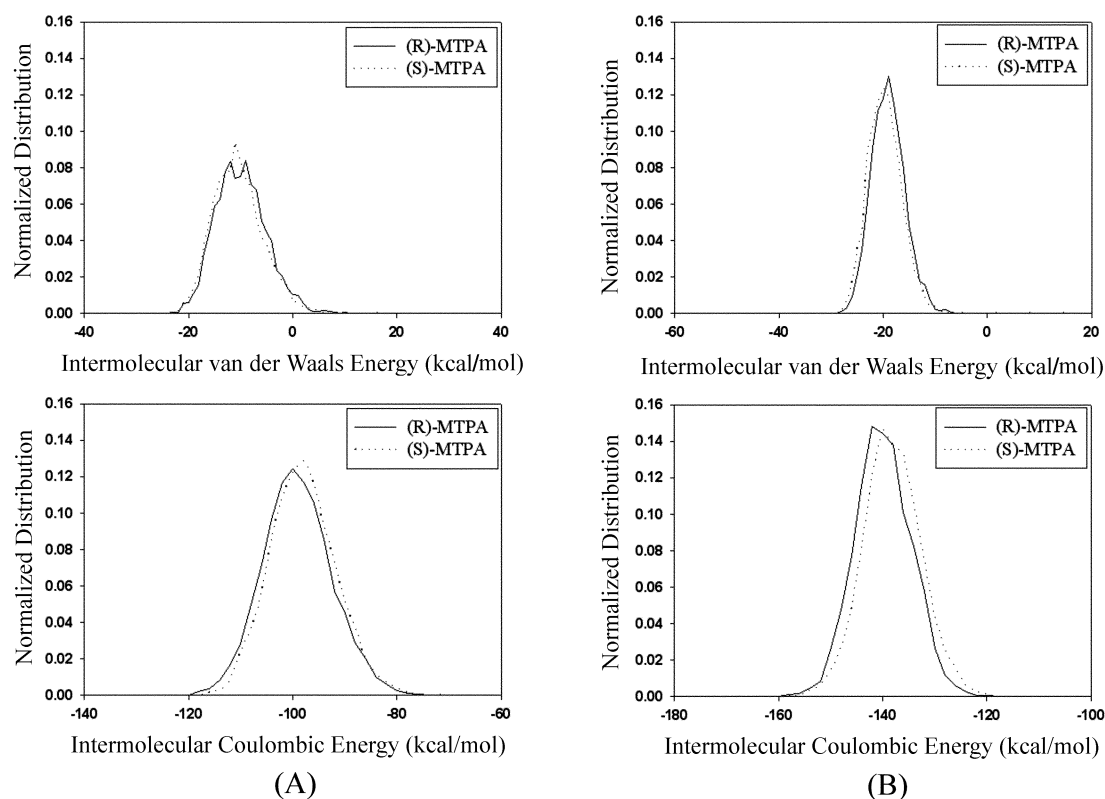 0.16
0.14
0.12
0.10
0.08
0.06
0.04
0.02
0.00
Normalized Distribution
(R)-MTPA
(S)-MTPA
-40 -20 0 20 40
Intermolecular van der Waals Energy (kcal/mol)
0.16
0.14
0.12
0.10
0.08
0.06
0.04
0.02
0.00
Normalized Distribution
(R)-MTPA
(S)-MTPA
-60 -40 -20 0 20
Intermolecular van der Waals Energy (kcal/mol)
0.16
0.14
0.12
0.10
0.08
0.06
0.04
0.02
0.00
Normalized Distribution
(R)-MTPA
(S)-MTPA
-140 -120 -100 -80 -60
Intermolecular Coulombic Energy (kcal/mol)
(A)
0.16
0.14
0.12
0.10
0.08
0.06
0.04
0.02
0.00
Normalized Distribution
(R)-MTPA
(S)-MTPA
-180 -160 -140 -120 -100
Intermolecular Coulombic Energy (kcal/mol)
(B)